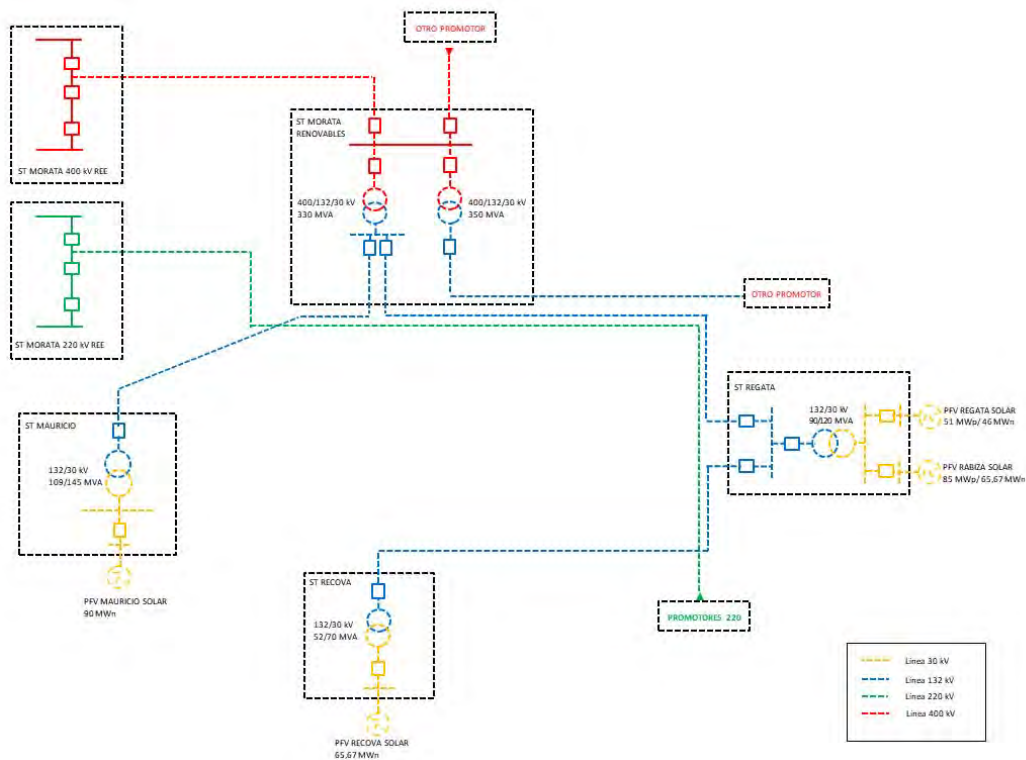 OTRO PROMOTOR
ST MORATA 400 kV REE
ST MORATA
RENOVABLES
400/132/30 kV
330 MVA
400/132/30 kV
350 MVA
ST MORATA 220 kV REE
OTRO PROMOTOR
ST REGATA
132/30 kV
90/120 MVA
PFV REGATA SOLAR
51 MWp/ 46 MWn
PFV RABIZA SOLAR
85 MWp/ 65,67 MWn
ST MAURICIO
132/30 kV
109/145 MVA
PFV MAURICIO SOLAR
90 MWn
ST RECOVA
132/30 kV
52/70 MVA
PFV RECOVA SOLAR
65,67 MWn
PROMOTORES 220
Línea 30 kV
Línea 132 kV
Línea 220 kV
Línea 400 kV